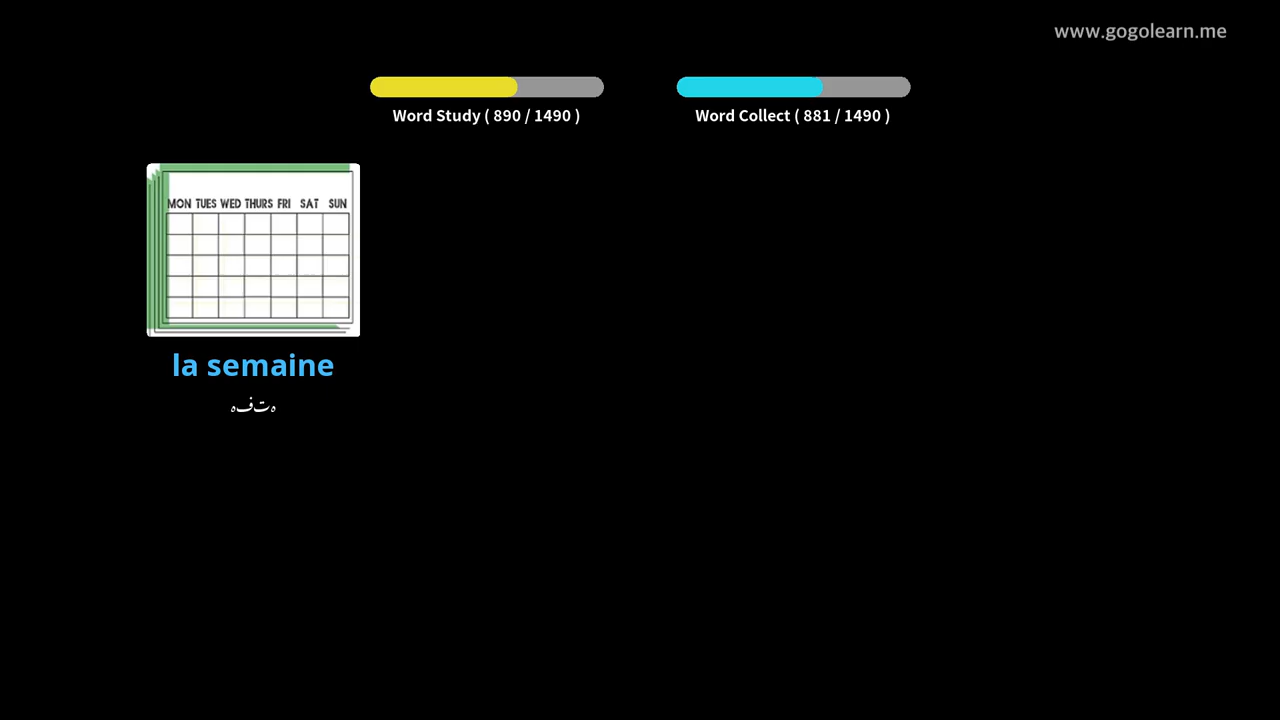 www.gogolearn.me
Word Study ( 890 / 1490 )
Word Collect ( 881 / 1490 )
MON TUES WED THURS FRI SAT SUN
la semaine
هتفه